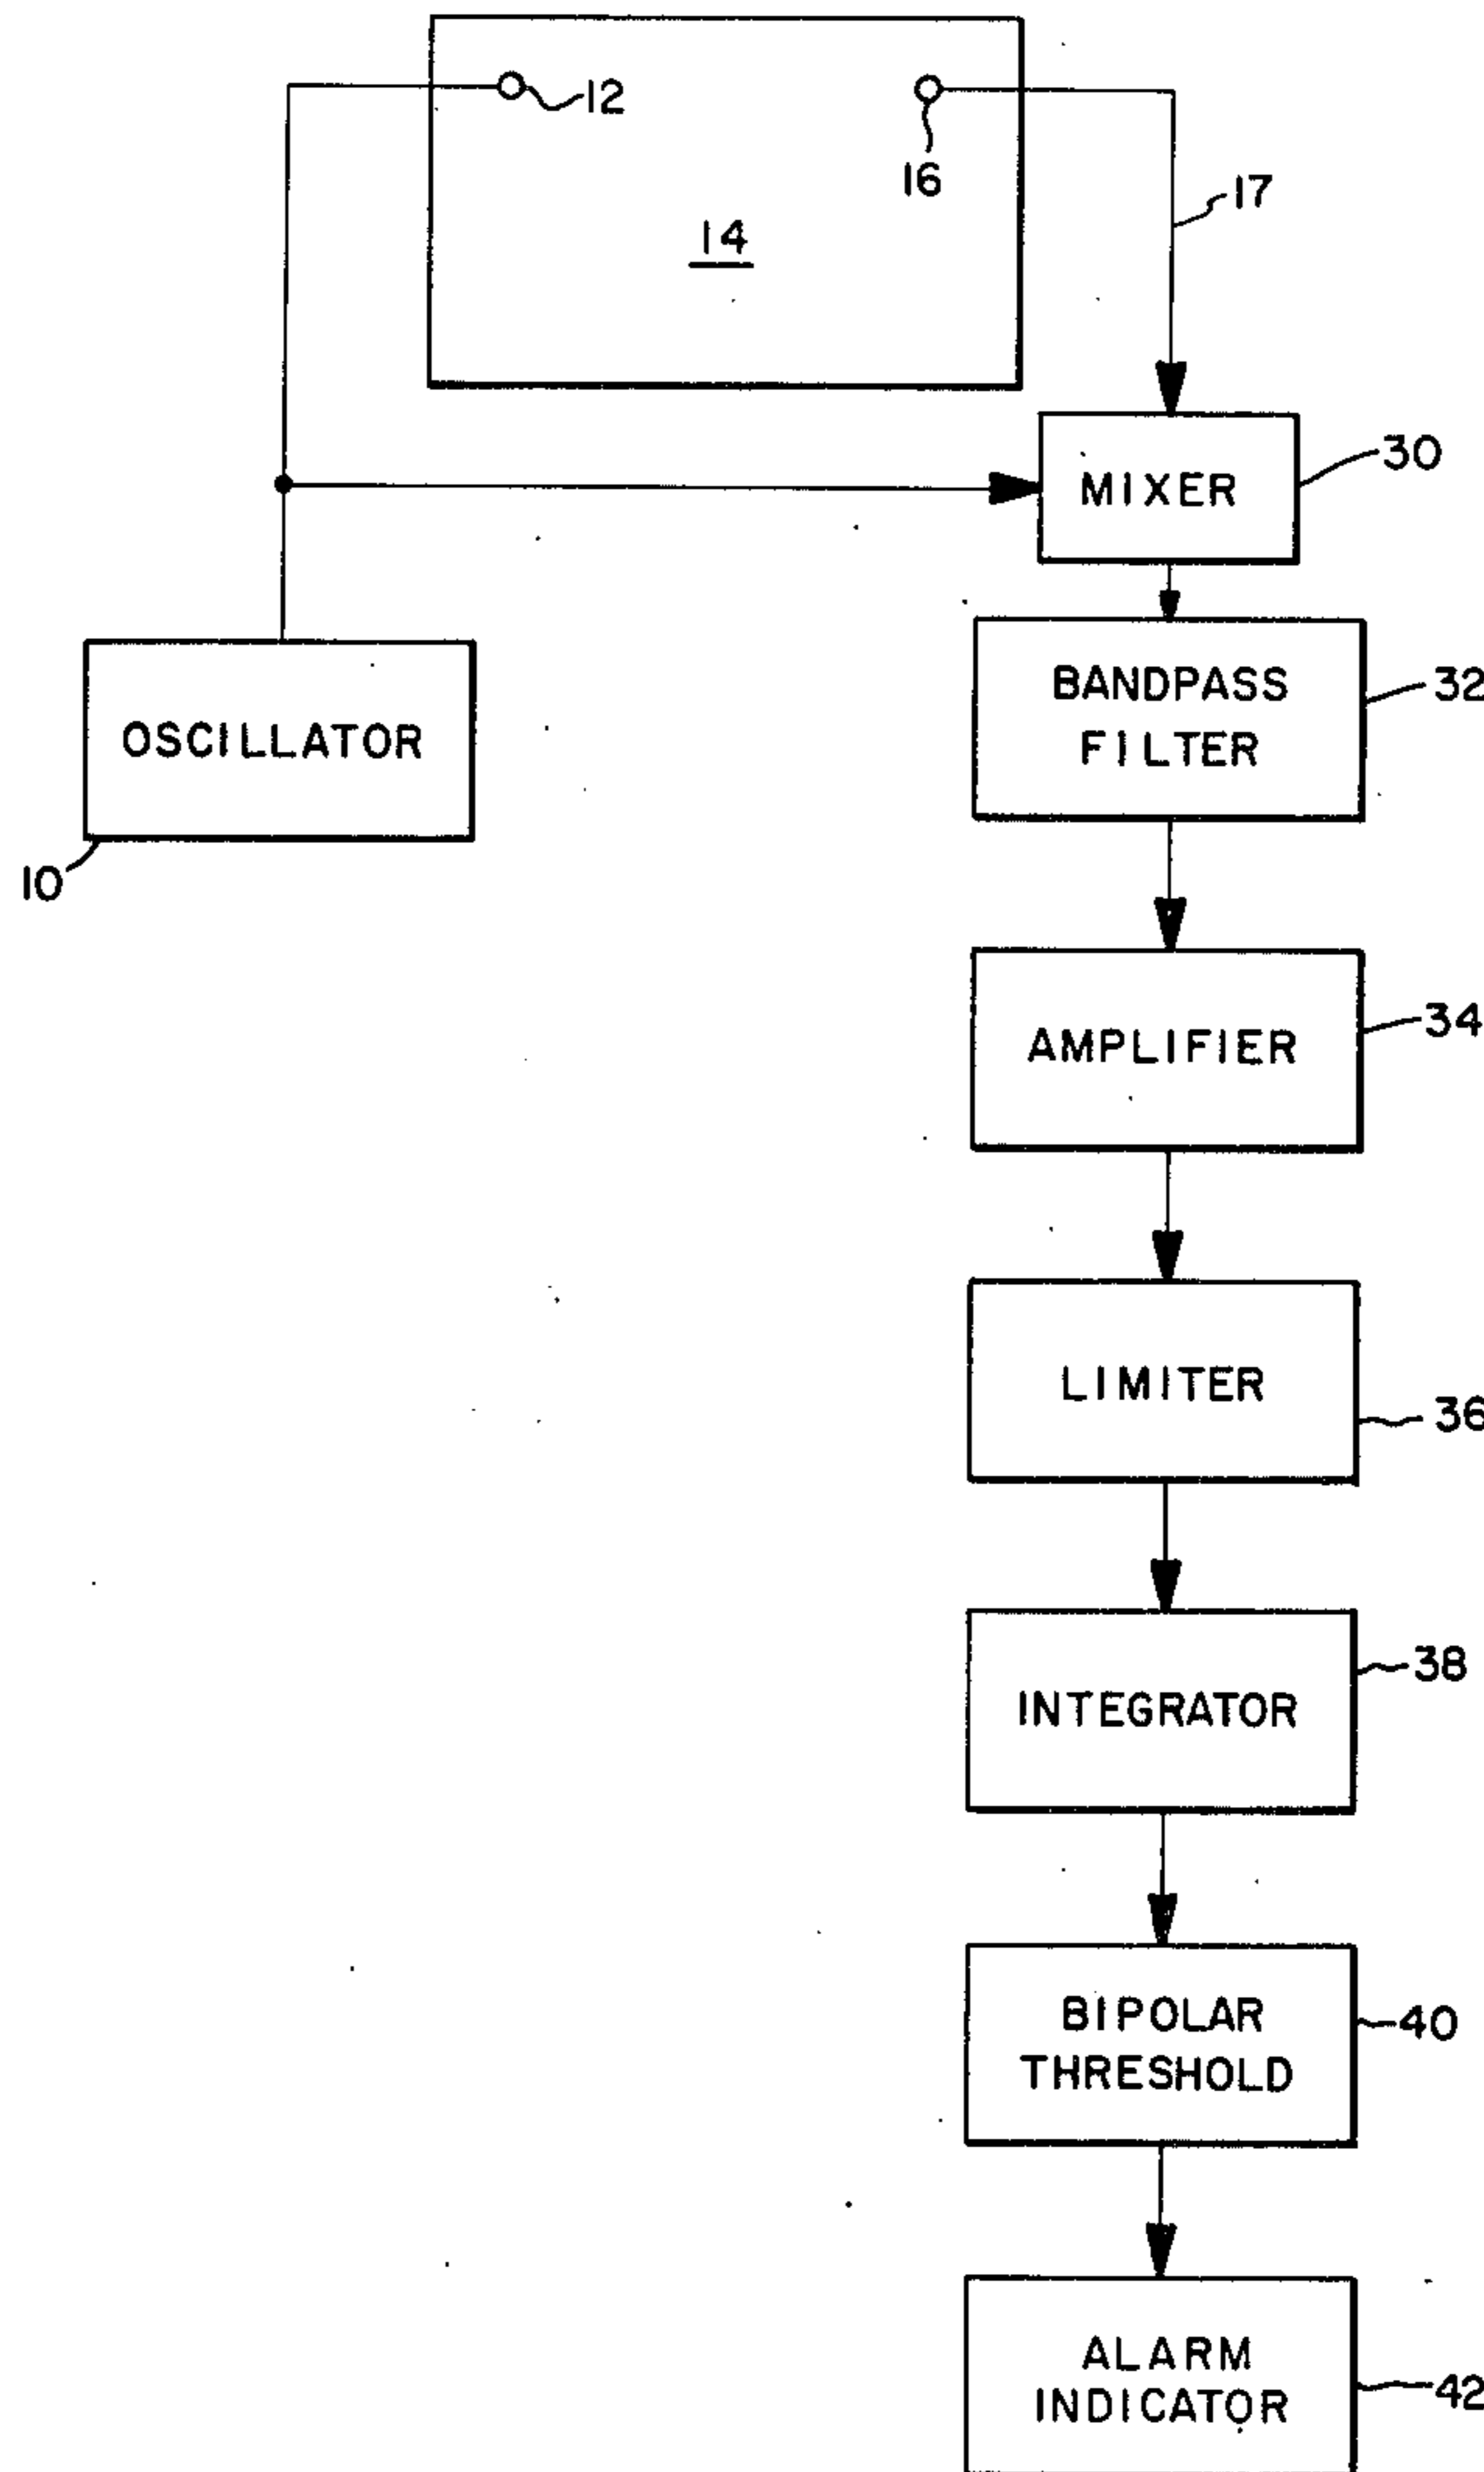 12
16
17
14
MIXER
30
BANDPASS
FILTER
32
OSCILLATOR
10
AMPLIFIER
34
LIMITER
36
INTEGRATOR
38
BIPOLAR
THRESHOLD
40
ALARM
INDICATOR
42